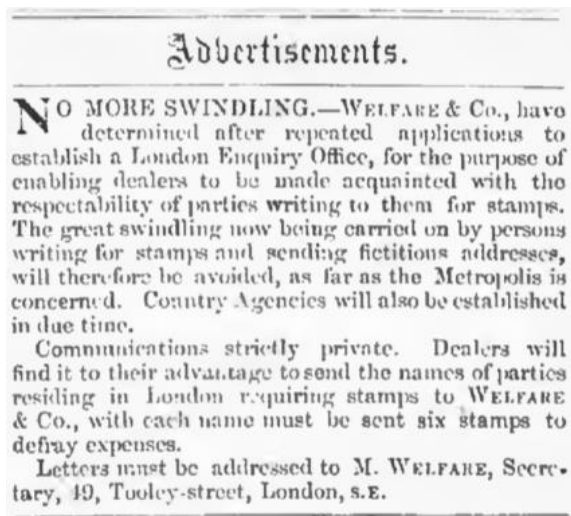 Advertisements.
NO MORE SWINDLING.—WELFARE & Co., have
determined after repeated applications to
establish a London Enquiry Office, for the purpose of
enabling dealers to be made acquainted with the
respectability of parties writing to them for stamps.
The great swindling now being carried on by persons
writing for stamps and sending fictitious addresses,
will therefore be avoided, as far as the Metropolis is
concerned. Country Agencies will also be established
in due time.
Communications strictly private. Dealers will
find it to their advantage to send the names of parties
residing in London requiring stamps to WELFARE
& Co., with each name must be sent six stamps to
defray expenses.
Letters must be addressed to M. WELFARE, Secre-
tary, 49, Tooley-street, London, S.E.